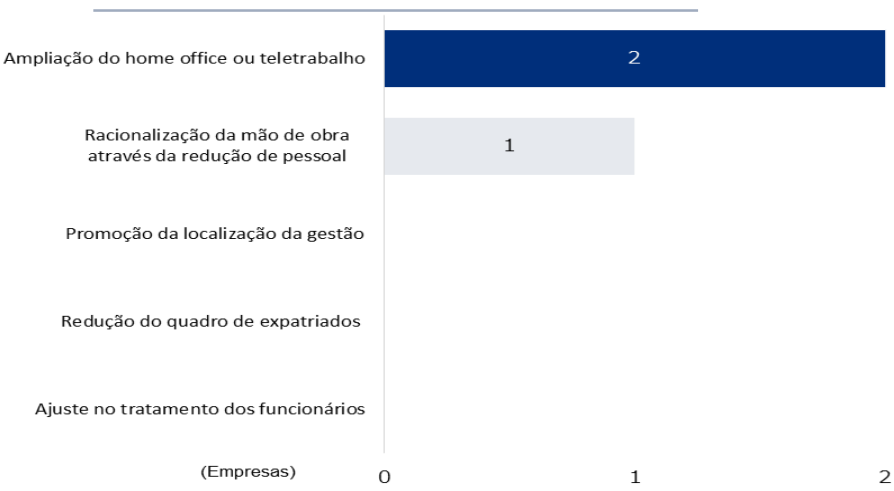 Ampliação do home office ou teletrabalho
2
Racionalização da mão de obra
através da redução de pessoal
1
Promoção da localização da gestão
Redução do quadro de expatriados
Ajuste no tratamento dos funcionários
(Empresas)
0
1
2